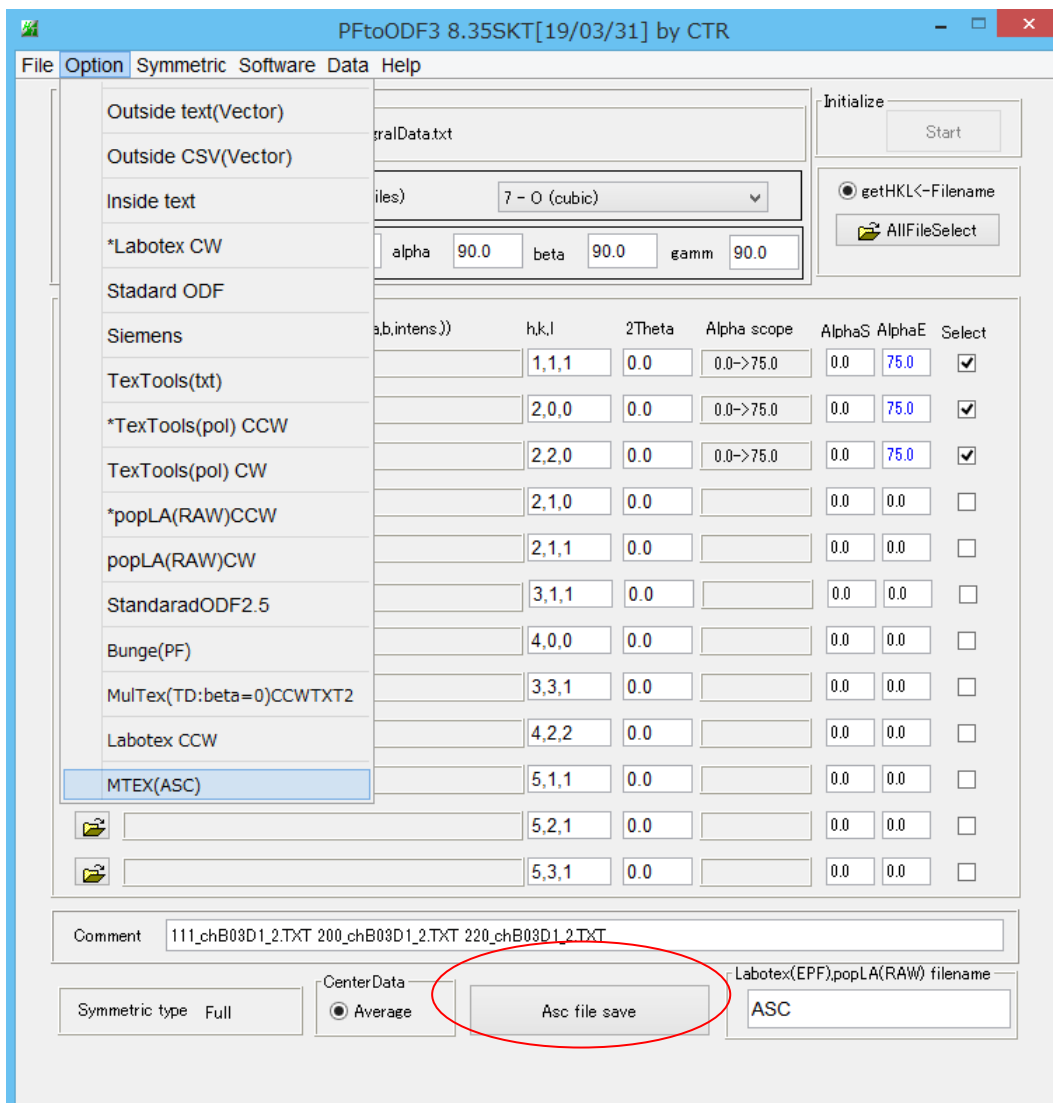 PFtoODF3 8.35SKT[19/03/31] by CTR
File Option Symmetric Software Data Help
Outside text(Vector)
Outside CSV(Vector)
Inside text
*Labotex CW
Stadard ODF
Siemens
TexTools(txt)
*TexTools(pol) CCW
TexTools(pol) CW
*popLA(RAW)CCW
popLA(RAW)CW
StandaradODF2.5
Bunge(PF)
MulTex(TD:beta=0)CCWTXT2
Labotex CCW
MTEX(ASC)
gralData.txt
Initialize
Start
iles) 7 - O (cubic)
getHKL<-Filename
AllFileSelect
alpha 90.0 beta 90.0 gamm 90.0
a,b,intens.)) h,k,l 2Theta Alpha scope AlphaS AlphaE Select
1,1,1 0.0 0.0->75.0 0.0 75.0
2,0,0 0.0 0.0->75.0 0.0 75.0
2,2,0 0.0 0.0->75.0 0.0 75.0
2,1,0 0.0 0.0 0.0
2,1,1 0.0 0.0 0.0
3,1,1 0.0 0.0 0.0
4,0,0 0.0 0.0 0.0
3,3,1 0.0 0.0 0.0
4,2,2 0.0 0.0 0.0
5,1,1 0.0 0.0 0.0
5,2,1 0.0 0.0 0.0
5,3,1 0.0 0.0 0.0
Comment 111_chB03D1_2.TXT 200_chB03D1_2.TXT 220_chB03D1_2.TXT
Symmetric type Full
CenterData
Average
Asc file save
Labotex(EPF),popLA(RAW) filename
ASC